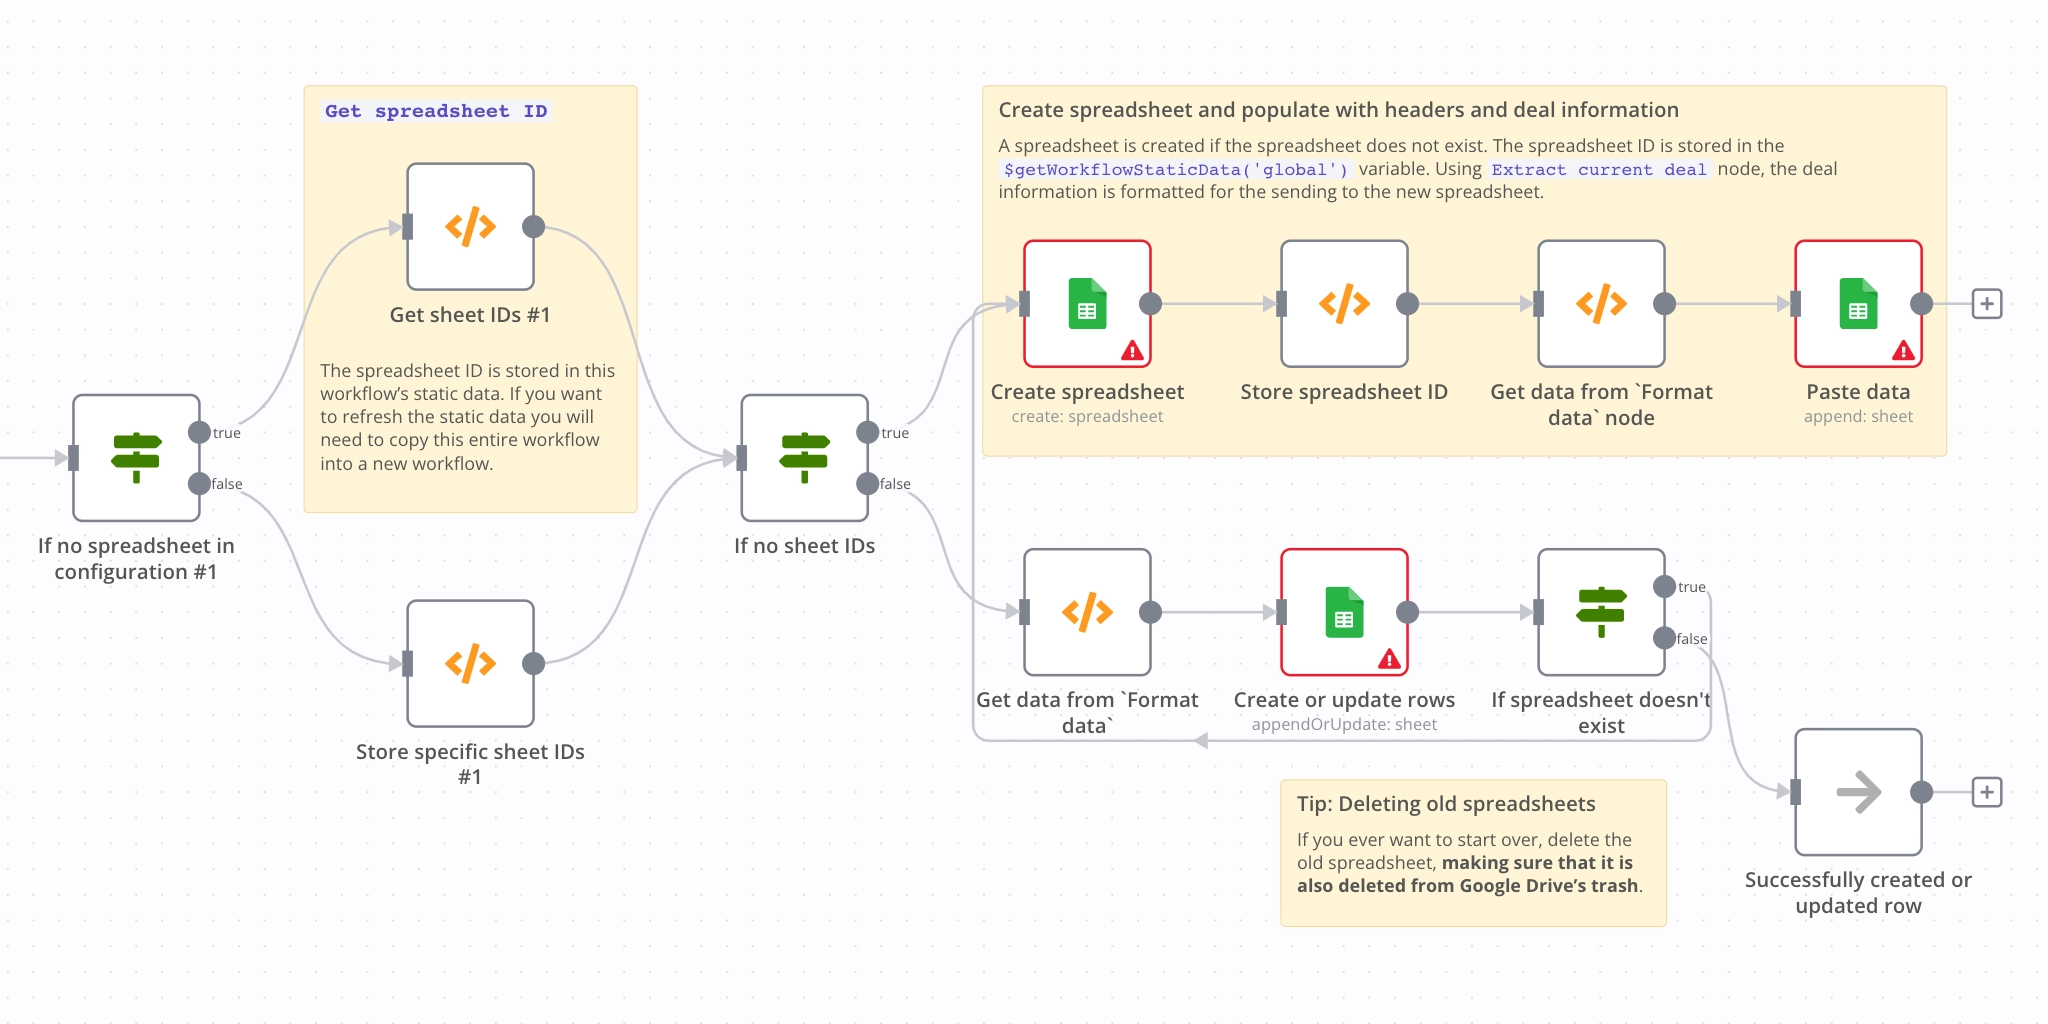 Get spreadsheet ID
Get sheet IDs #1
The spreadsheet ID is stored in this
workflow's static data. If you want
to refresh the static data you will
need to copy this entire workflow
into a new workflow.
true
false
If no spreadsheet in
configuration #1
Store specific sheet IDs
#1
true
false
If no sheet IDs
Create spreadsheet and populate with headers and deal information
A spreadsheet is created if the spreadsheet does not exist. The spreadsheet ID is stored in the
$getWorkflowStaticData('global') variable. Using Extract current deal node, the deal
information is formatted for the sending to the new spreadsheet.
Create spreadsheet
create: spreadsheet
Store spreadsheet ID
Get data from `Format
data` node
Paste data
append: sheet
Get data from `Format
data`
Create or update rows
appendOrUpdate: sheet
true
false
If spreadsheet doesn't
exist
Tip: Deleting old spreadsheets
If you ever want to start over, delete the
old spreadsheet, making sure that it is
also deleted from Google Drive's trash.
Successfully created or
updated row